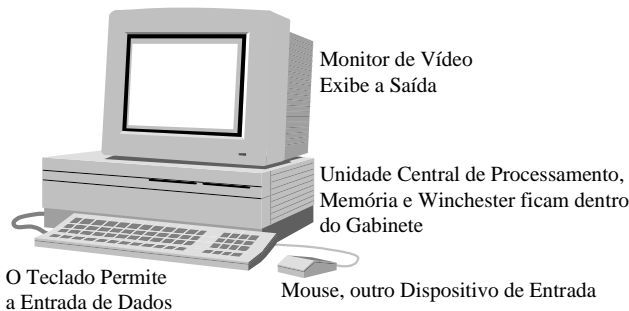 Monitor de Vídeo
Exibe a Saída
Unidade Central de Processamento,
Memória e Winchester ficam dentro
do Gabinete
O Teclado Permite
a Entrada de Dados
Mouse, outro Dispositivo de Entrada